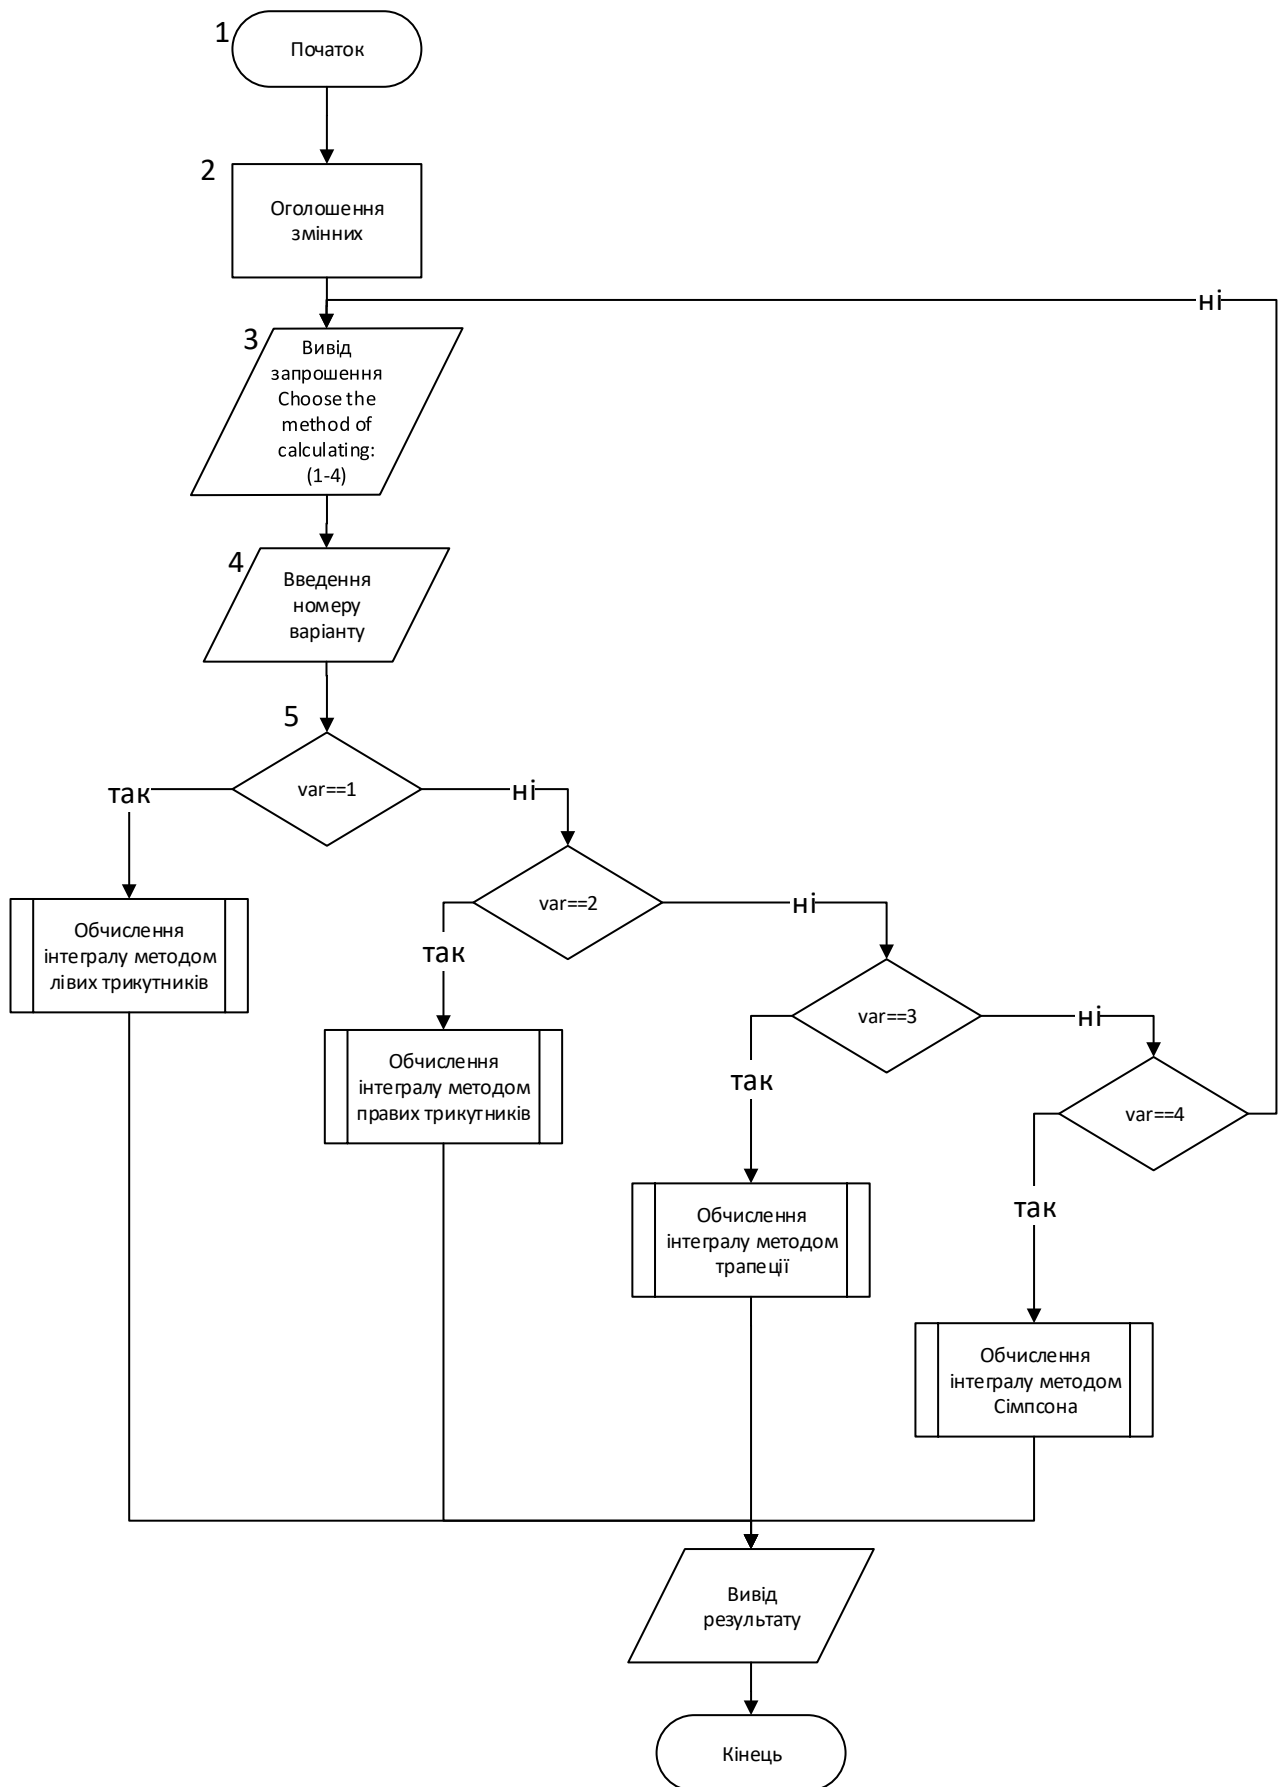 1
Початок
2
Оголошення
змінних
ні
3
Вивід
запрошення
Choose the
method of
calculating:
(1-4)
4
Введення
номеру
варіанту
5
var==1
так
ні
var==2
так
ні
Обчислення
інтегралу методом
лівих трикутників
var==3
так
ні
Обчислення
інтегралу методом
правих трикутників
var==4
так
Обчислення
інтегралу методом
трапеції
Обчислення
інтегралу методом
Сімпсона
Вивід
результату
Кінець